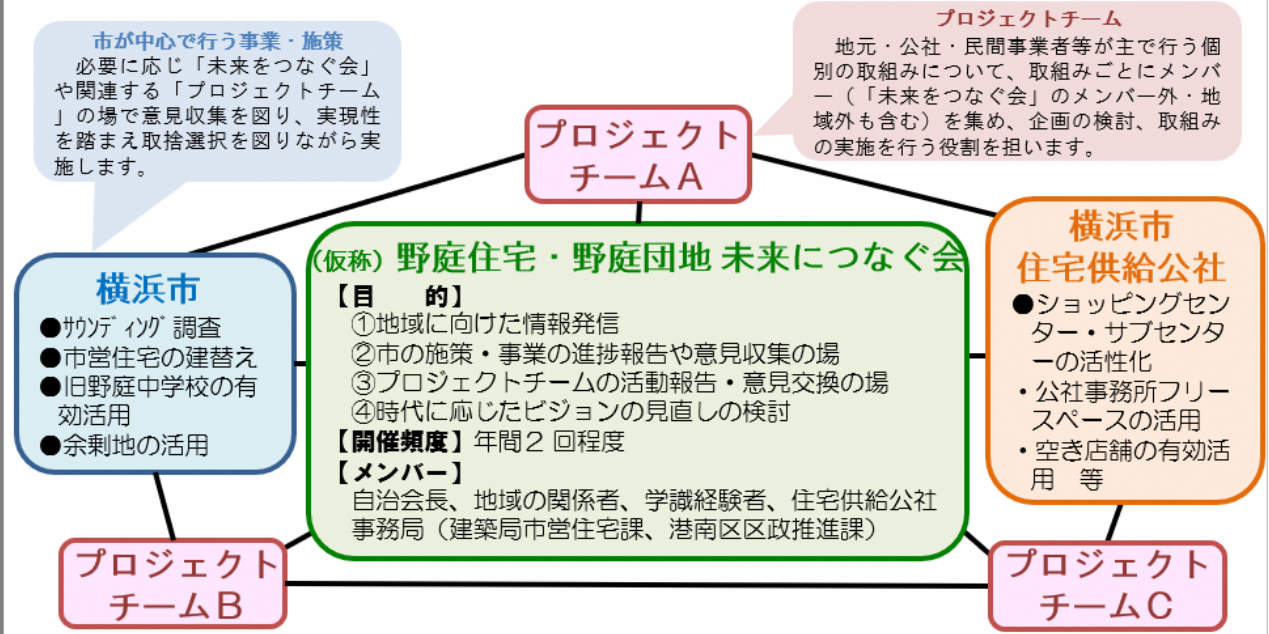 市が中心で行う事業・施策
必要に応じ「未来をつなぐ会」
や関連する「プロジェクトチーム
」の場で意見収集を図り、実現性
を踏まえ取捨選択を図りながら実
施します。
プロジェクトチーム
地元・公社・民間事業者等が主で行う個
別の取組みについて、取組みごとにメンバ
ー（「未来をつなぐ会」のメンバー外・地
域外も含む）を集め、企画の検討、取組み
の実施を行う役割を担います。
プロジェクト
チームA
横浜市
●ｻｳﾝﾃﾞｨﾝｸﾞ調査
●市営住宅の建替え
●旧野庭中学校の有
効活用
●余剰地の活用
（仮称）野庭住宅・野庭団地 未来につなぐ会
【目　　的】
①地域に向けた情報発信
②市の施策・事業の進捗報告や意見収集の場
③プロジェクトチームの活動報告・意見交換の場
④時代に応じたビジョンの見直しの検討
【開催頻度】年間２回程度
【メンバー】
自治会長、地域の関係者、学識経験者、住宅供給公社
事務局（建築局市営住宅課、港南区区政推進課）
横浜市
住宅供給公社
●ショッピングセン
ター・サブセンタ
ーの活性化
・公社事務所フリー
スペースの活用
・空き店舗の有効活
用　等
プロジェクト
チームB
プロジェクト
チームC